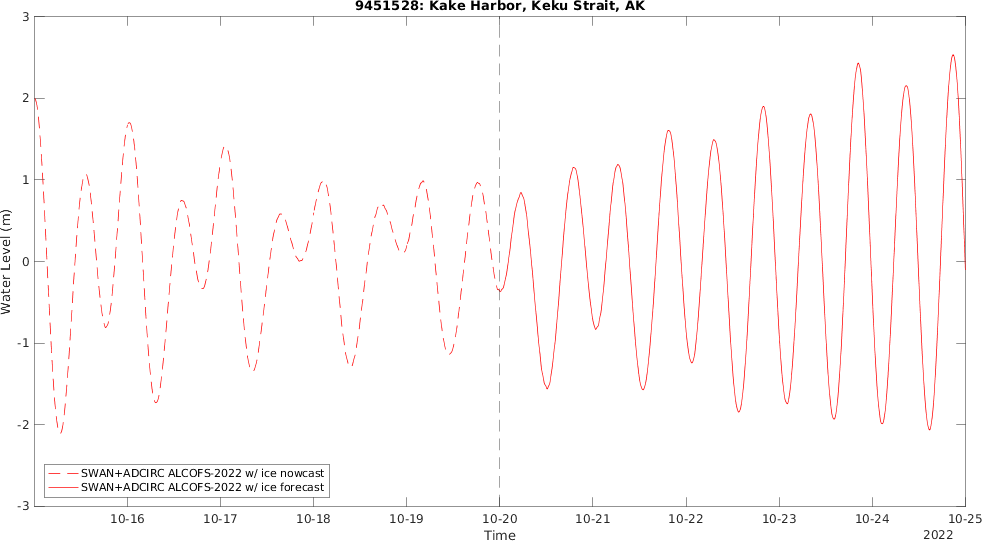 9451528: Kake Harbor, Keku Strait, AK
3
2
1
0
-1
-2
-3
Water Level (m)
SWAN+ADCIRC ALCOFS-2022 w/ ice nowcast
SWAN+ADCIRC ALCOFS-2022 w/ ice forecast
10-16 10-17 10-18 10-19 10-20 10-21 10-22 10-23 10-24 10-25
Time
2022